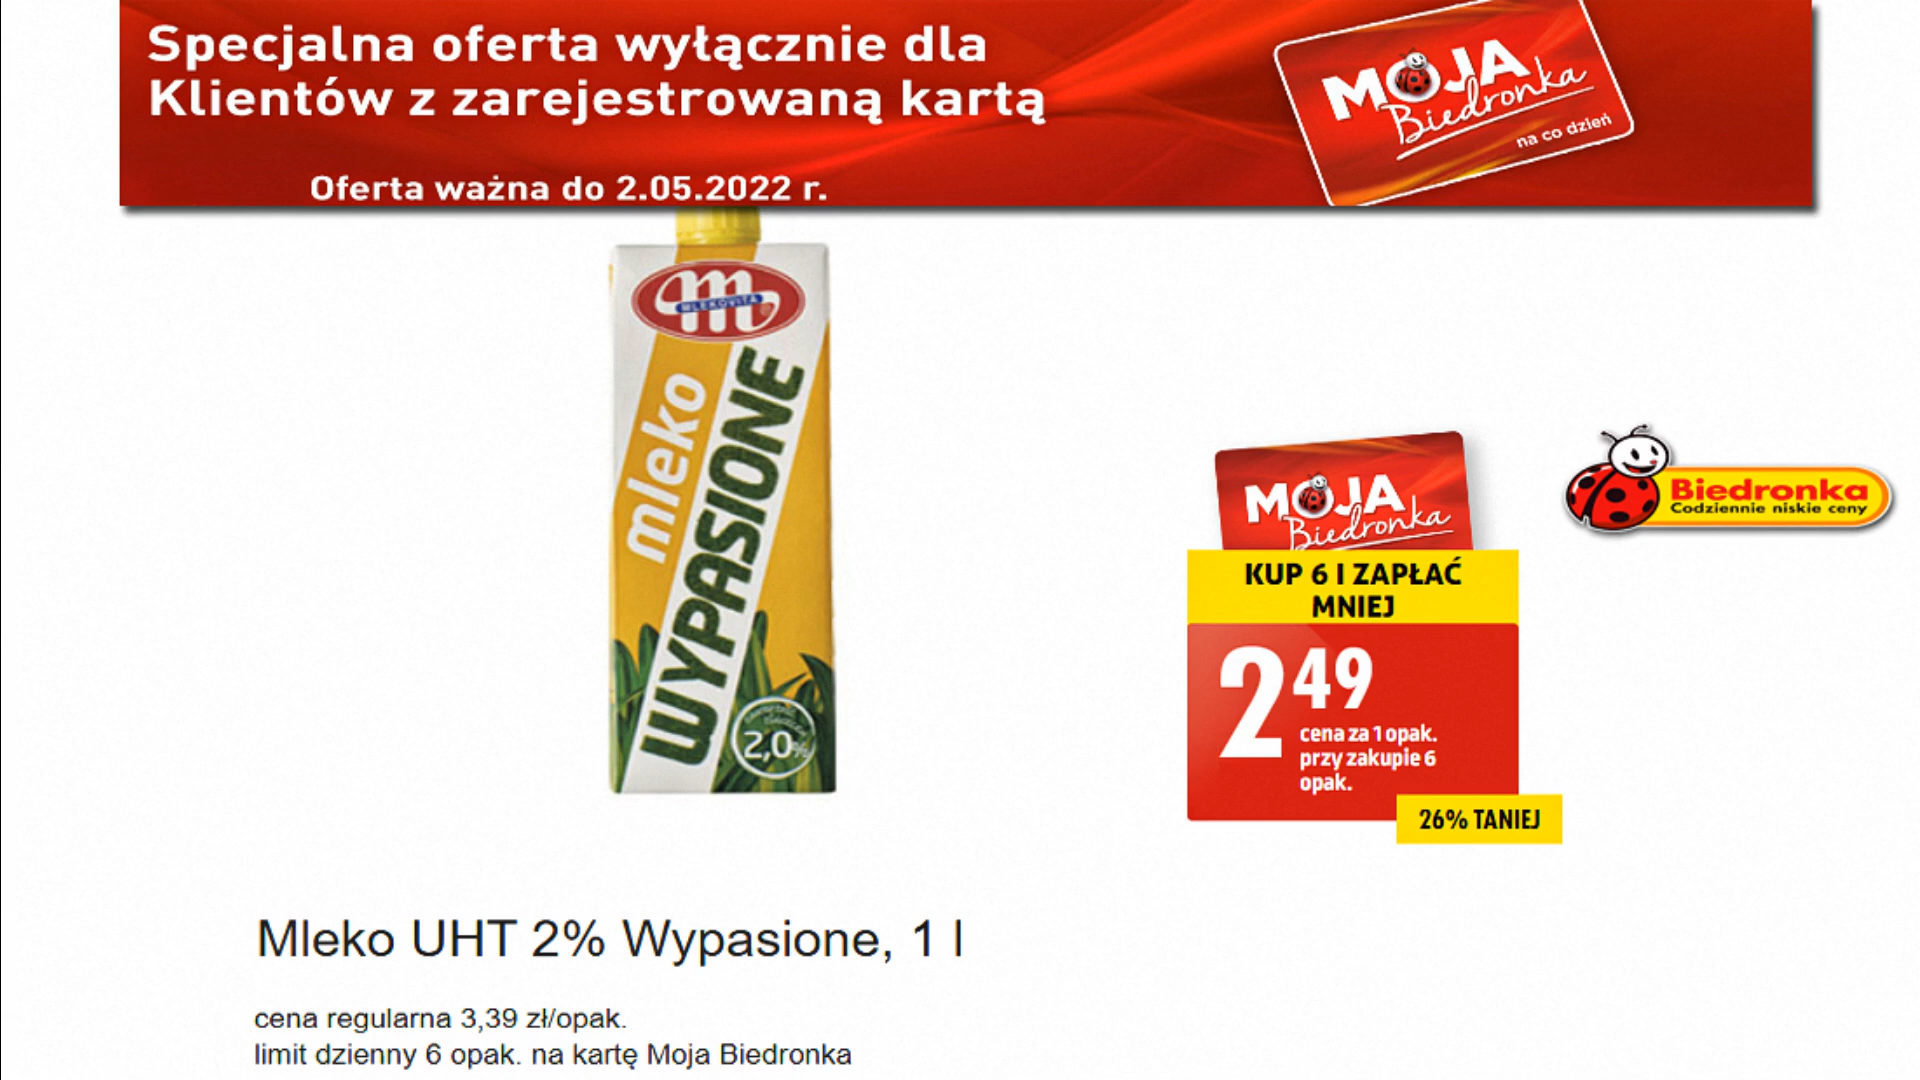 Specjalna oferta wyłącznie dla
Klientów z zarejestrowaną kartą
Oferta ważna do 2.05.2022 r.
MOJA
Biedronka
na co dzień
m
MLEKOVITA
mleko
WYPASIONE
2,0%
MOJA
Biedronka
KUP 6 I ZAPŁAĆ
MNIEJ
2 49
cena za 1 opak.
przy zakupie 6
opak.
26% TANIEJ
Biedronka
Codziennie niskie ceny
Mleko UHT 2% Wypasione, 1 l
cena regularna 3,39 zł/opak.
limit dzienny 6 opak. na kartę Moja Biedronka